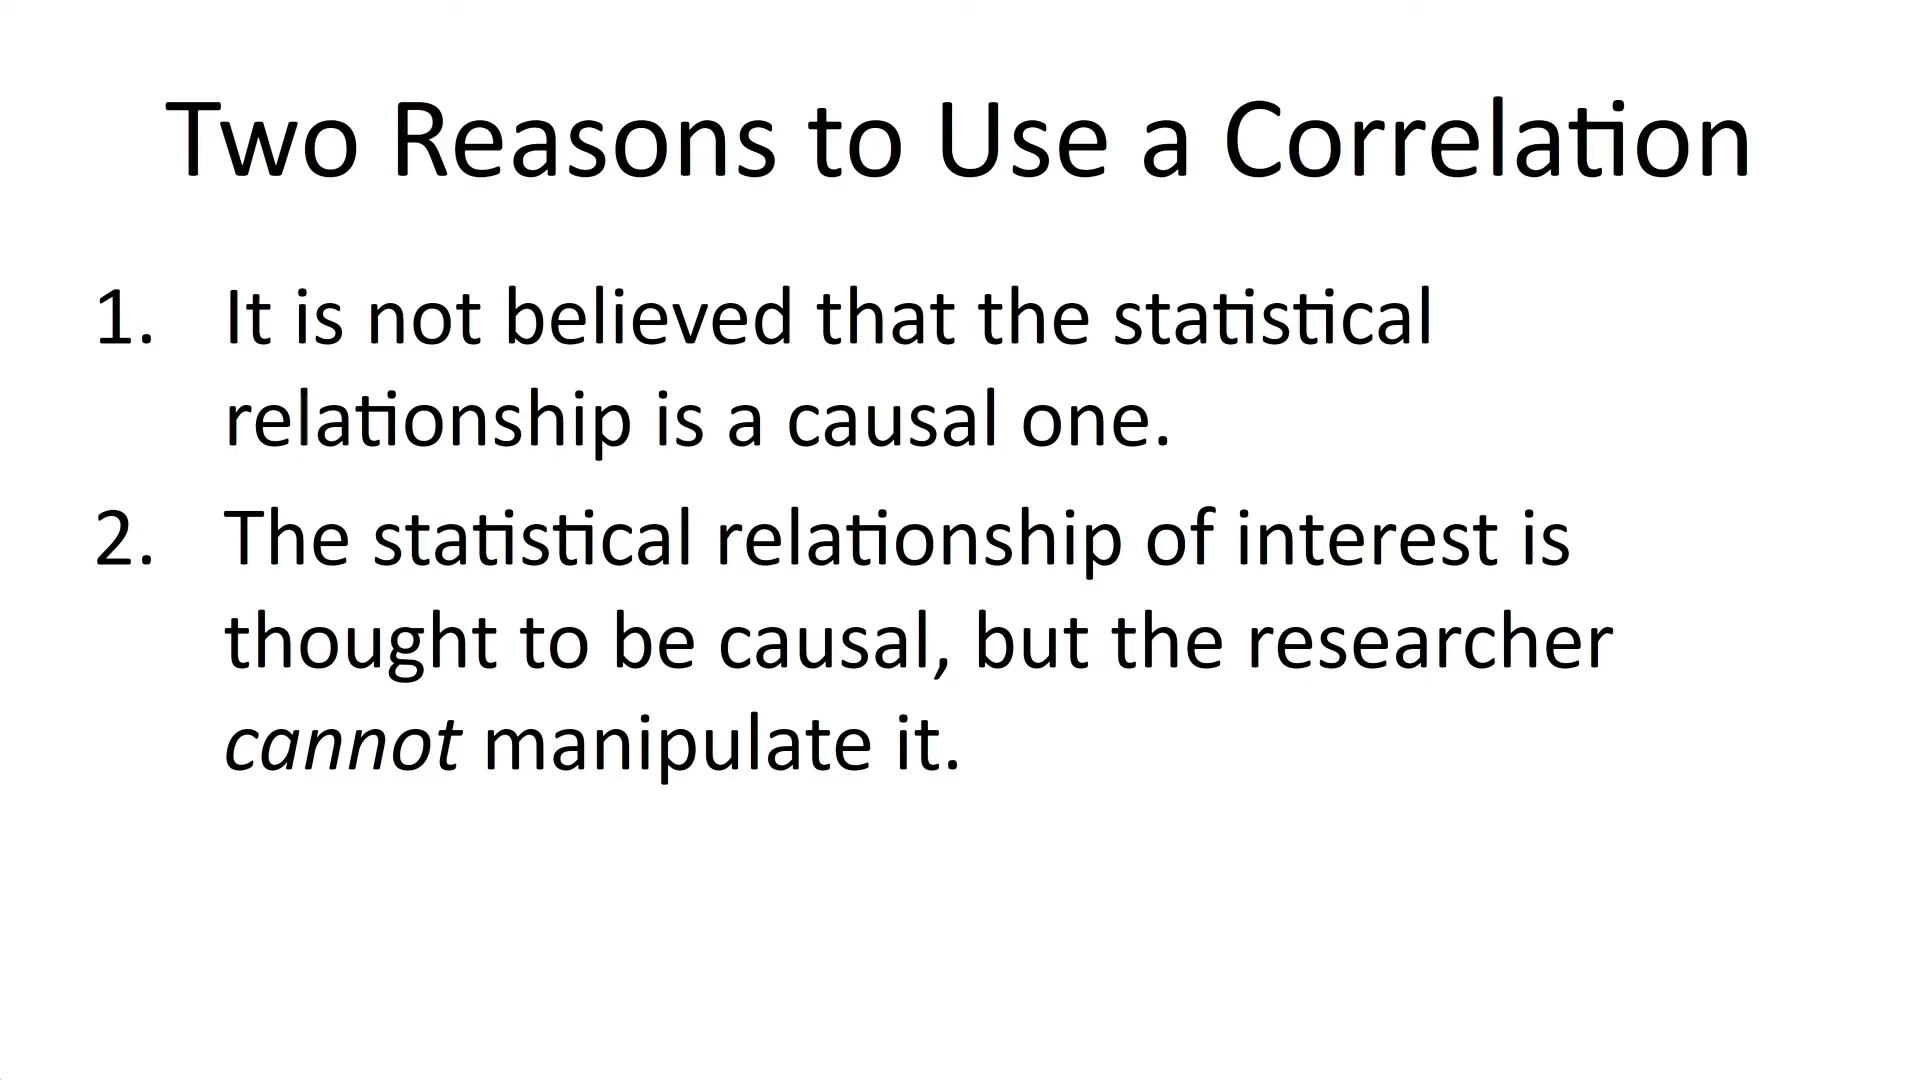 Two Reasons to Use a Correlation
1. It is not believed that the statistical
relationship is a causal one.
2. The statistical relationship of interest is
thought to be causal, but the researcher
cannot manipulate it.